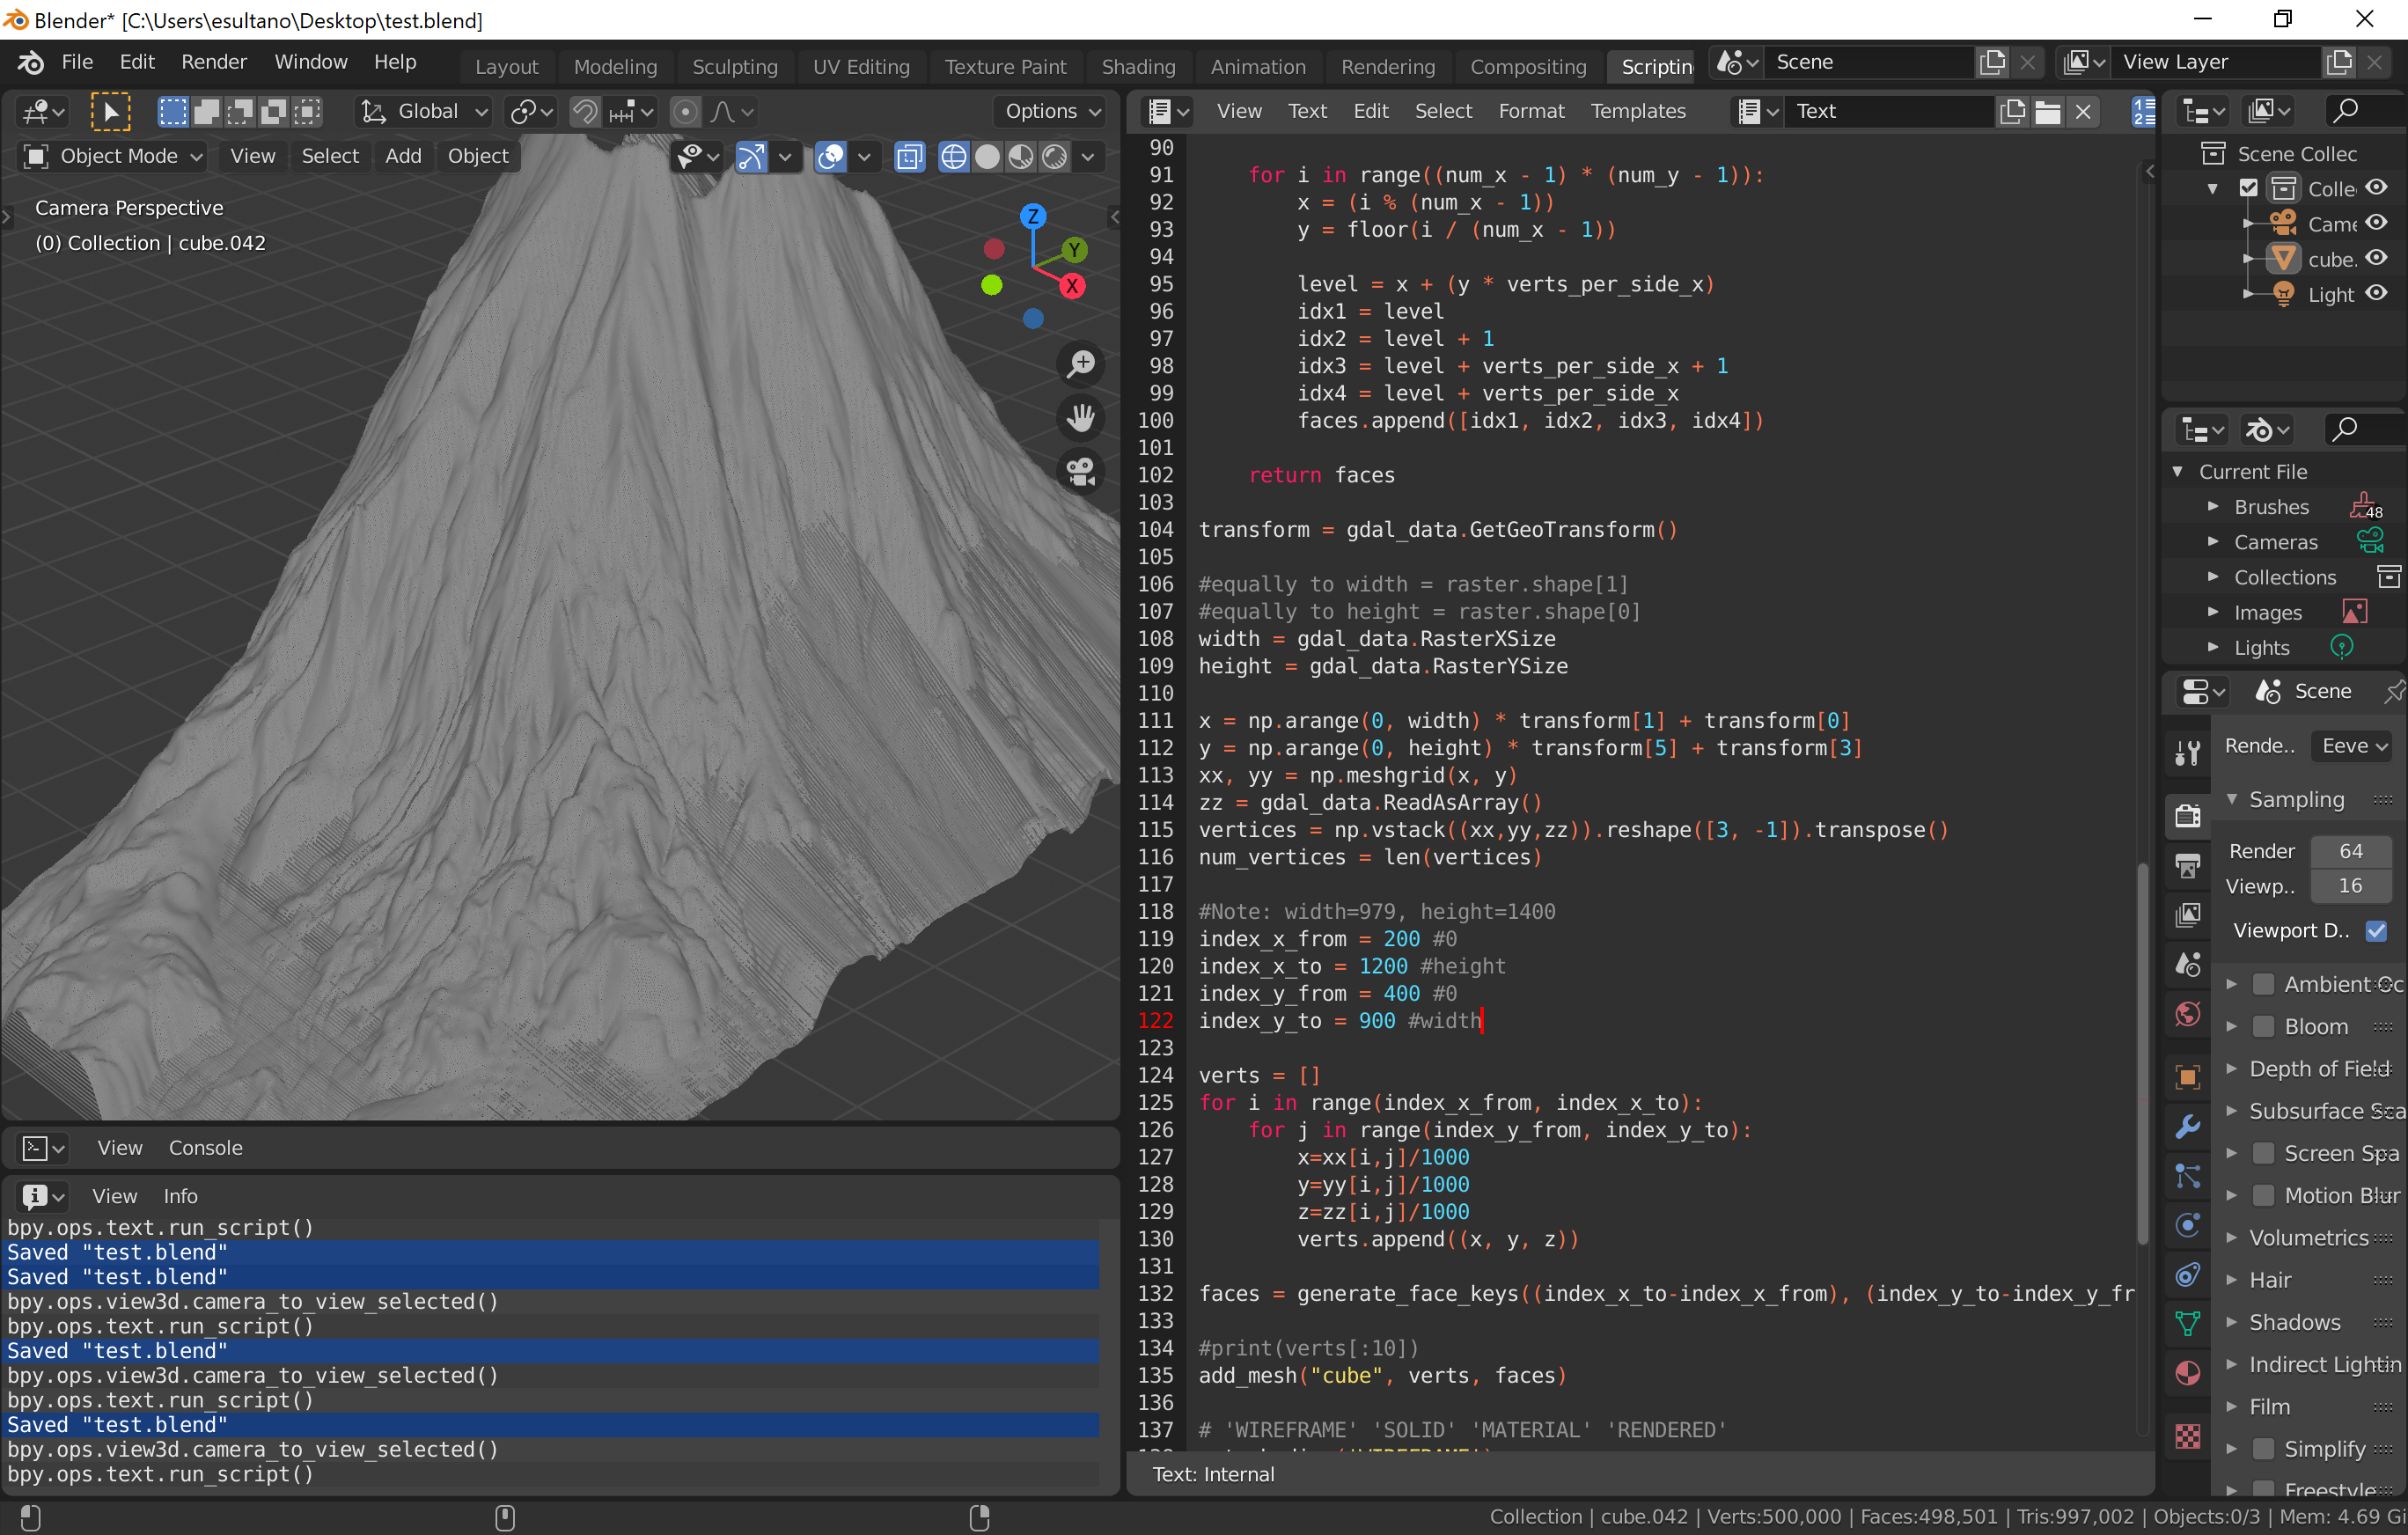 Blender* [C:\Users\esultano\Desktop\test.blend]
File Edit Render Window Help Layout Modeling Sculpting UV Editing Texture Paint Shading Animation Rendering Compositing Scriptin Scene View Layer
Global Options
Object Mode View Select Add Object
Camera Perspective
(0) Collection | cube.042
Z
Y
X
View Console
View Info
bpy.ops.text.run_script()
Saved "test.blend"
Saved "test.blend"
bpy.ops.view3d.camera_to_view_selected()
bpy.ops.text.run_script()
Saved "test.blend"
bpy.ops.view3d.camera_to_view_selected()
bpy.ops.text.run_script()
Saved "test.blend"
bpy.ops.view3d.camera_to_view_selected()
bpy.ops.text.run_script()
View Text Edit Select Format Templates Text
90
91 for i in range((num_x - 1) * (num_y - 1)):
92 x = (i % (num_x - 1))
93 y = floor(i / (num_x - 1))
94
95 level = x + (y * verts_per_side_x)
96 idx1 = level
97 idx2 = level + 1
98 idx3 = level + verts_per_side_x + 1
99 idx4 = level + verts_per_side_x
100 faces.append([idx1, idx2, idx3, idx4])
101
102 return faces
103
104 transform = gdal_data.GetGeoTransform()
105
106 #equally to width = raster.shape[1]
107 #equally to height = raster.shape[0]
108 width = gdal_data.RasterXSize
109 height = gdal_data.RasterYSize
110
111 x = np.arange(0, width) * transform[1] + transform[0]
112 y = np.arange(0, height) * transform[5] + transform[3]
113 xx, yy = np.meshgrid(x, y)
114 zz = gdal_data.ReadAsArray()
115 vertices = np.vstack((xx,yy,zz)).reshape([3, -1]).transpose()
116 num_vertices = len(vertices)
117
118 #Note: width=979, height=1400
119 index_x_from = 200 #0
120 index_x_to = 1200 #height
121 index_y_from = 400 #0
122 index_y_to = 900 #width
123
124 verts = []
125 for i in range(index_x_from, index_x_to):
126 for j in range(index_y_from, index_y_to):
127 x=xx[i,j]/1000
128 y=yy[i,j]/1000
129 z=zz[i,j]/1000
130 verts.append((x, y, z))
131
132 faces = generate_face_keys((index_x_to-index_x_from), (index_y_to-index_y_fr
133
134 #print(verts[:10])
135 add_mesh("cube", verts, faces)
136
137 # 'WIREFRAME' 'SOLID' 'MATERIAL' 'RENDERED'
Text: Internal
Scene Collec
Colle
Came
cube.
Light
Current File
Brushes 48
Cameras
Collections
Images
Lights
Scene
Rende.. Eeve
Sampling
Render 64
Viewp.. 16
Viewport D..
Ambient Oc
Bloom
Depth of Field
Subsurface Sca
Screen Spa
Motion Blur
Volumetrics
Hair
Shadows
Indirect Lightin
Film
Simplify
Freestyle
Collection | cube.042 | Verts:500,000 | Faces:498,501 | Tris:997,002 | Objects:0/3 | Mem: 4.69 G